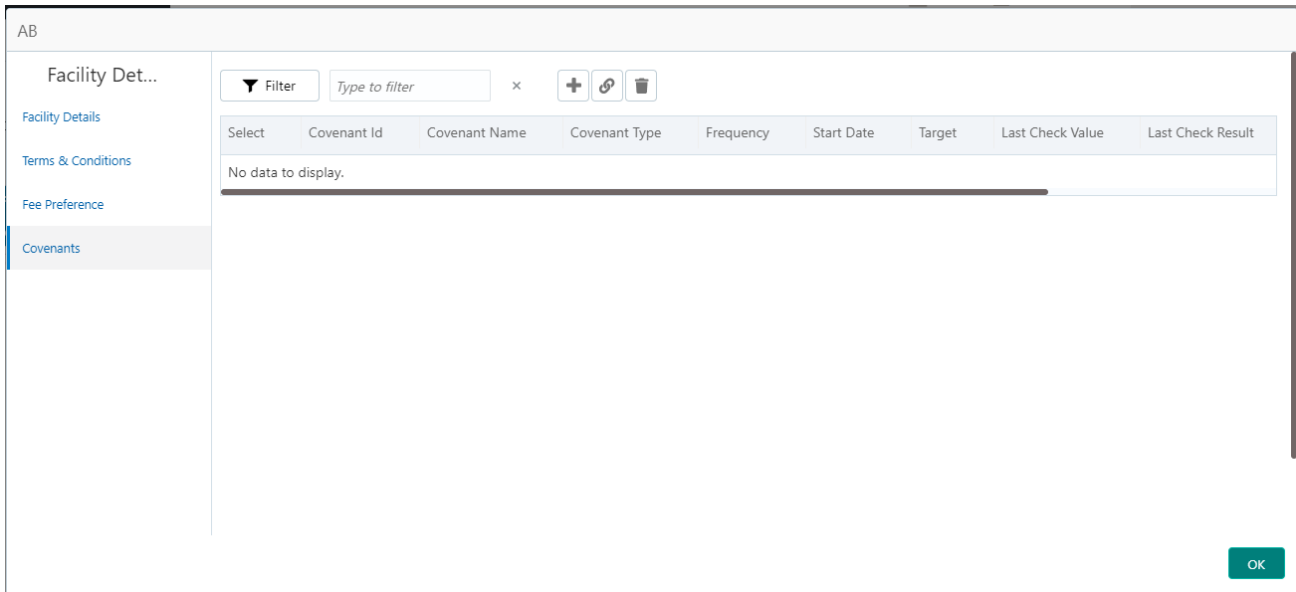 AB
Facility Det...
Facility Details
Terms & Conditions
Fee Preference
Covenants
Filter Type to filter ×
Select Covenant Id Covenant Name Covenant Type Frequency Start Date Target Last Check Value Last Check Result
No data to display.
OK